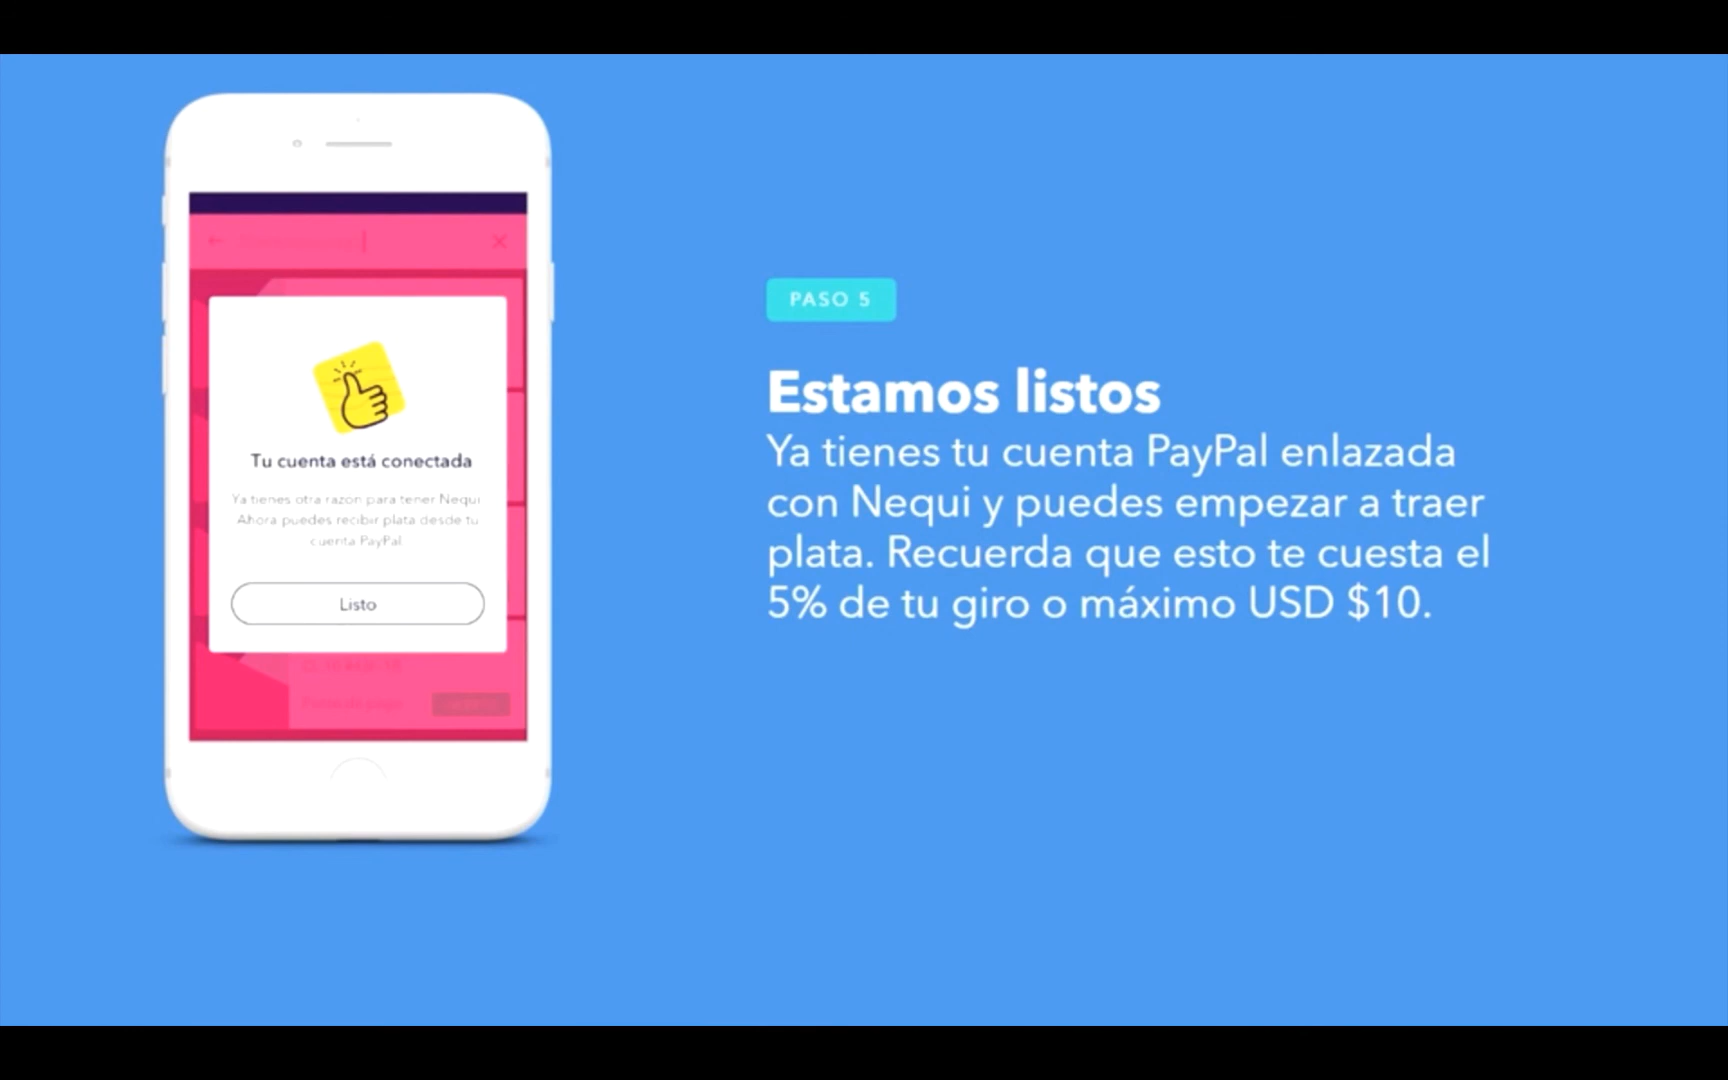 Tu cuenta está conectada
Ya tienes otra razon para tener Nequi
Ahora puedes recibir plata desde tu
cuenta PayPal
Listo
PASO 5
Estamos listos
Ya tienes tu cuenta PayPal enlazada
con Nequi y puedes empezar a traer
plata. Recuerda que esto te cuesta el
5% de tu giro o máximo USD $10.